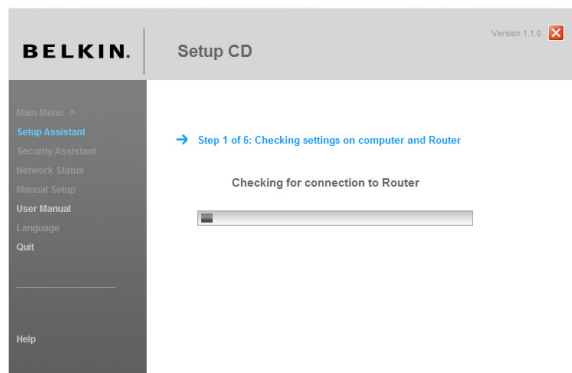 BELKIN.
Setup CD
Version 1.1.0
Main Menu >
Setup Assistant
Security Assistant
Network Status
Manual Setup
User Manual
Language
Quit
Help
Step 1 of 6: Checking settings on computer and Router
Checking for connection to Router